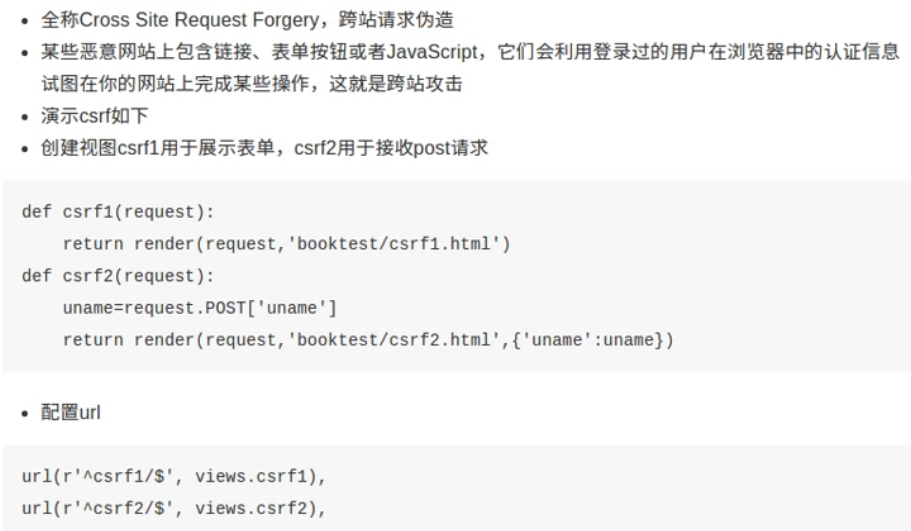 • 全称Cross Site Request Forgery，跨站请求伪造
• 某些恶意网站上包含链接、表单按钮或者JavaScript，它们会利用登录过的用户在浏览器中的认证信息
试图在你的网站上完成某些操作，这就是跨站攻击
• 演示csrf如下
• 创建视图csrf1用于展示表单，csrf2用于接收post请求
def csrf1(request):
    return render(request,'booktest/csrf1.html')
def csrf2(request):
    uname=request.POST['uname']
    return render(request,'booktest/csrf2.html',{'uname':uname})
• 配置url
url(r'^csrf1/$', views.csrf1),
url(r'^csrf2/$', views.csrf2),